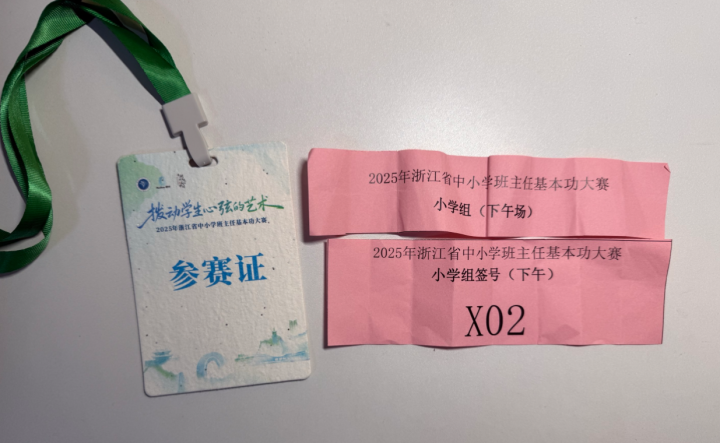 拨动学生心弦的艺术
2025年浙江省中小学班主任基本功大赛
参赛证
2025年浙江省中小学班主任基本功大赛
小学组（下午场）
2025年浙江省中小学班主任基本功大赛
小学组签号（下午）
X02